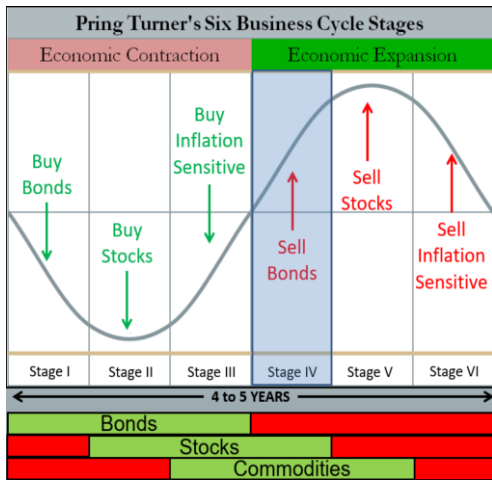 Pring Turner's Six Business Cycle Stages
Economic Contraction
Economic Expansion
Buy
Bonds
Buy
Stocks
Buy
Inflation
Sensitive
Sell
Bonds
Sell
Stocks
Sell
Inflation
Sensitive
Stage I
Stage II
Stage III
Stage IV
Stage V
Stage VI
4 to 5 YEARS
Bonds
Stocks
Commodities